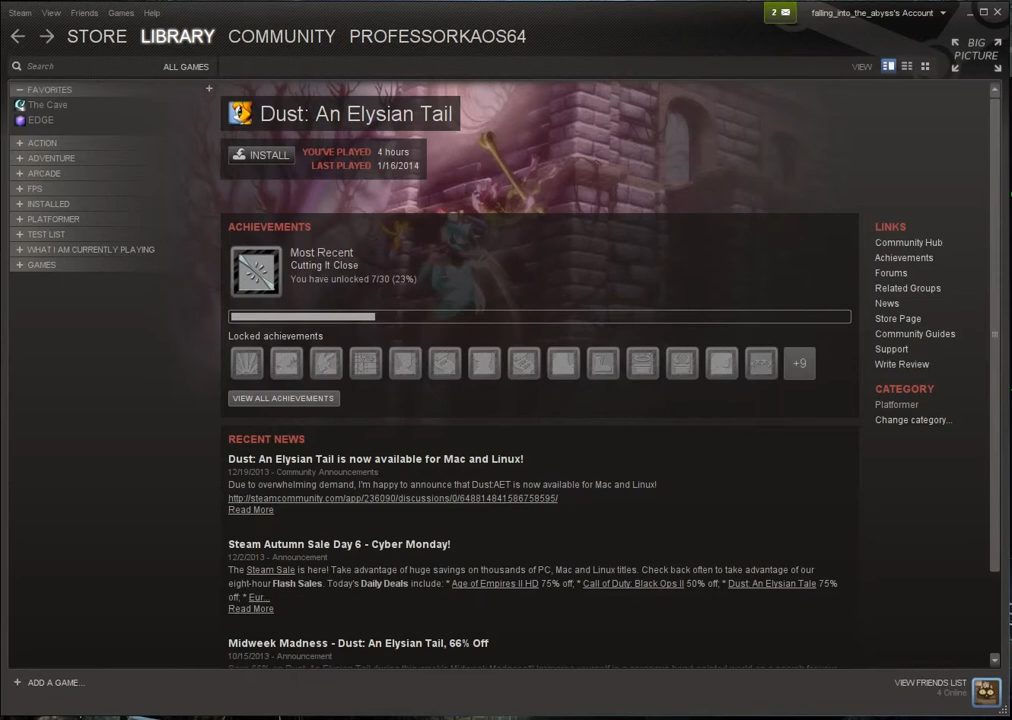 Steam View Friends Games Help
2
falling_into_the_abyss's Account
STORE LIBRARY COMMUNITY PROFESSORKAOS64
BIG PICTURE
Search
ALL GAMES
VIEW
- FAVORITES
+
The Cave
EDGE
+ ACTION
+ ADVENTURE
+ ARCADE
+ FPS
+ INSTALLED
+ PLATFORMER
+ TEST LIST
+ WHAT I AM CURRENTLY PLAYING
+ GAMES
Dust: An Elysian Tail
INSTALL
YOU'VE PLAYED 4 hours
LAST PLAYED 1/16/2014
ACHIEVEMENTS
Most Recent
Cutting It Close
You have unlocked 7/30 (23%)
Locked achievements
+9
VIEW ALL ACHIEVEMENTS
RECENT NEWS
Dust: An Elysian Tail is now available for Mac and Linux!
12/19/2013 - Community Announcements
Due to overwhelming demand, I'm happy to announce that Dust:AET is now available for Mac and Linux!
http://steamcommunity.com/app/236090/discussions/0/648814841586758595/
Read More
Steam Autumn Sale Day 6 - Cyber Monday!
12/2/2013 - Announcement
The Steam Sale is here! Take advantage of huge savings on thousands of PC, Mac and Linux titles. Check back often to take advantage of our
eight-hour Flash Sales. Today's Daily Deals include: * Age of Empires II HD 75% off; * Call of Duty: Black Ops II 50% off; * Dust: An Elysian Tale 75%
off; * Eur...
Read More
Midweek Madness - Dust: An Elysian Tail, 66% Off
10/15/2013 - Announcement
LINKS
Community Hub
Achievements
Forums
Related Groups
News
Store Page
Community Guides
Support
Write Review
CATEGORY
Platformer
Change category...
+ ADD A GAME...
VIEW FRIENDS LIST
4 Online